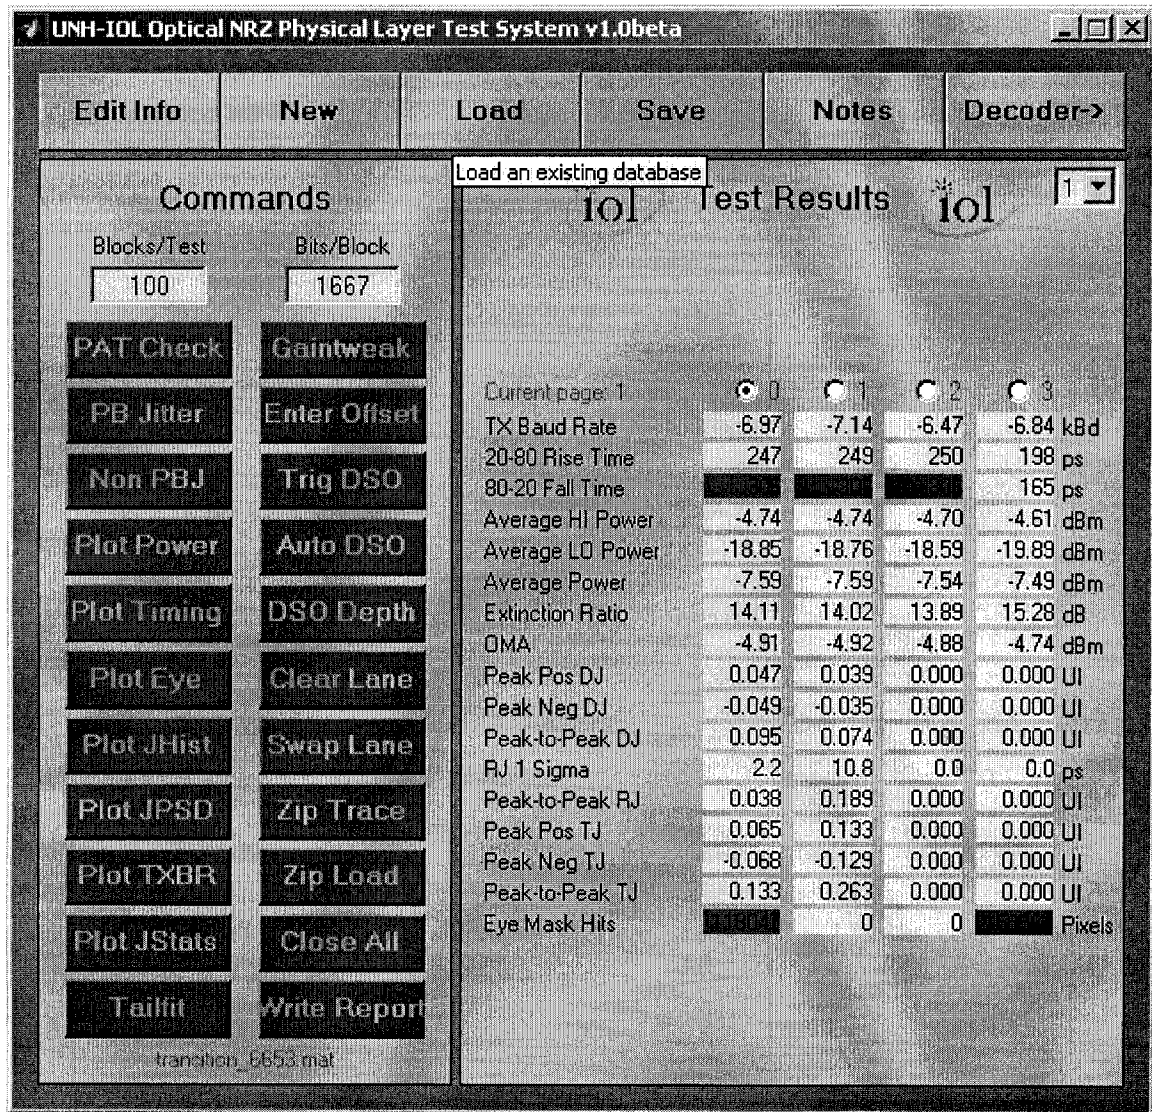 UNH-IOL Optical NRZ Physical Layer Test System v1.0beta
Edit Info New Load Save Notes Decoder->
Load an existing database
Commands
Blocks/Test Bits/Block
100 1667
PAT Check Gaintweak
PB Jitter Enter Offset
Non PBJ Trig DSO
Plot Power Auto DSO
Plot Timing DSO Depth
Plot Eye Clear Lane
Plot JHist Swap Lane
Plot JPSD Zip Trace
Plot TXBR Zip Load
Plot JStats Close All
Tailfit Write Report
trancition_6653.mat
iol Test Results iol 1
Current page: 1 0 1 2 3
TX Baud Rate -6.97 -7.14 -6.47 -6.84 kBd
20-80 Rise Time 247 249 250 198 ps
80-20 Fall Time 165 ps
Average HI Power -4.74 -4.74 -4.70 -4.61 dBm
Average LO Power -18.85 -18.76 -18.59 -19.89 dBm
Average Power -7.59 -7.59 -7.54 -7.49 dBm
Extinction Ratio 14.11 14.02 13.89 15.28 dB
OMA -4.91 -4.92 -4.88 -4.74 dBm
Peak Pos DJ 0.047 0.039 0.000 0.000 UI
Peak Neg DJ -0.049 -0.035 0.000 0.000 UI
Peak-to-Peak DJ 0.095 0.074 0.000 0.000 UI
RJ 1 Sigma 2.2 10.8 0.0 0.0 ps
Peak-to-Peak RJ 0.038 0.189 0.000 0.000 UI
Peak Pos TJ 0.065 0.133 0.000 0.000 UI
Peak Neg TJ -0.068 -0.129 0.000 0.000 UI
Peak-to-Peak TJ 0.133 0.263 0.000 0.000 UI
Eye Mask Hits 0 0 Pixels